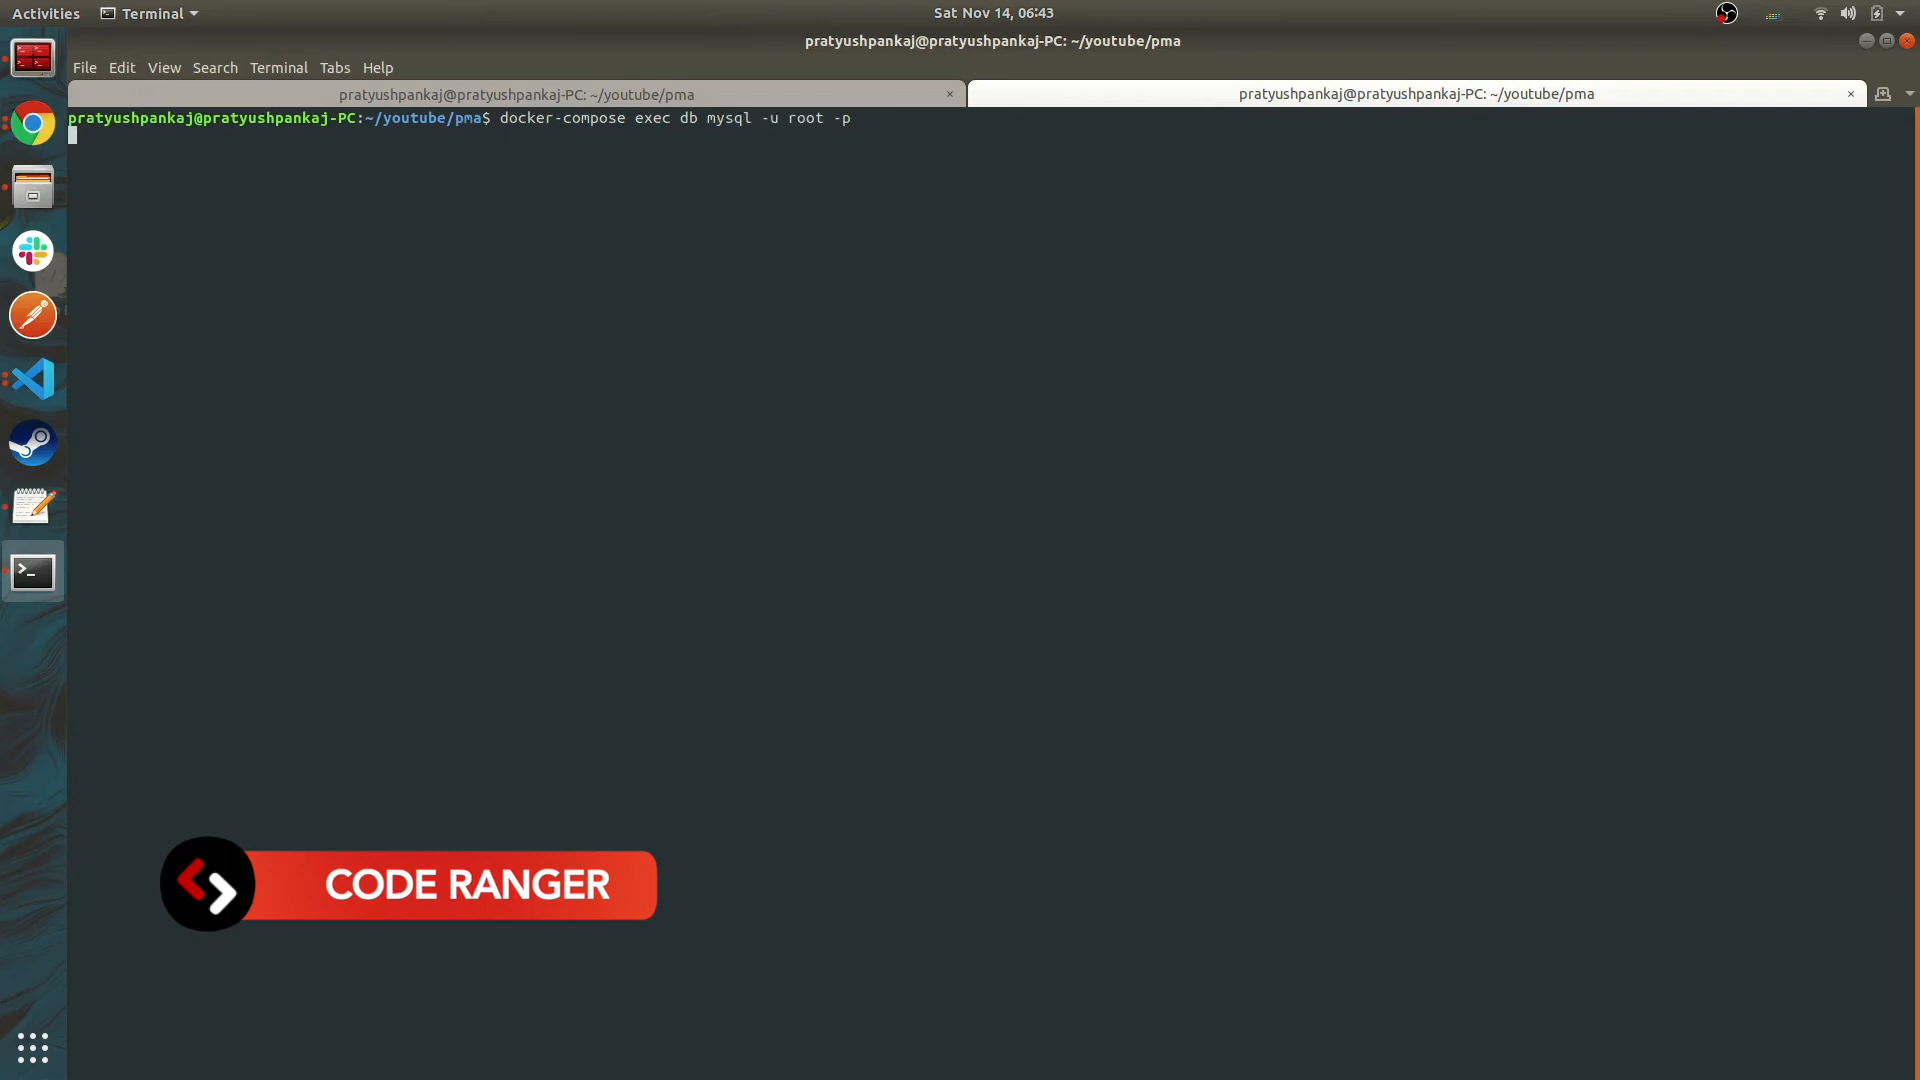 Activities
Terminal
Sat Nov 14, 06:43
pratyushpankaj@pratyushpankaj-PC: ~/youtube/pma
File Edit View Search Terminal Tabs Help
pratyushpankaj@pratyushpankaj-PC: ~/youtube/pma × pratyushpankaj@pratyushpankaj-PC: ~/youtube/pma ×
pratyushpankaj@pratyushpankaj-PC:~/youtube/pma$ docker-compose exec db mysql -u root -p
CODE RANGER